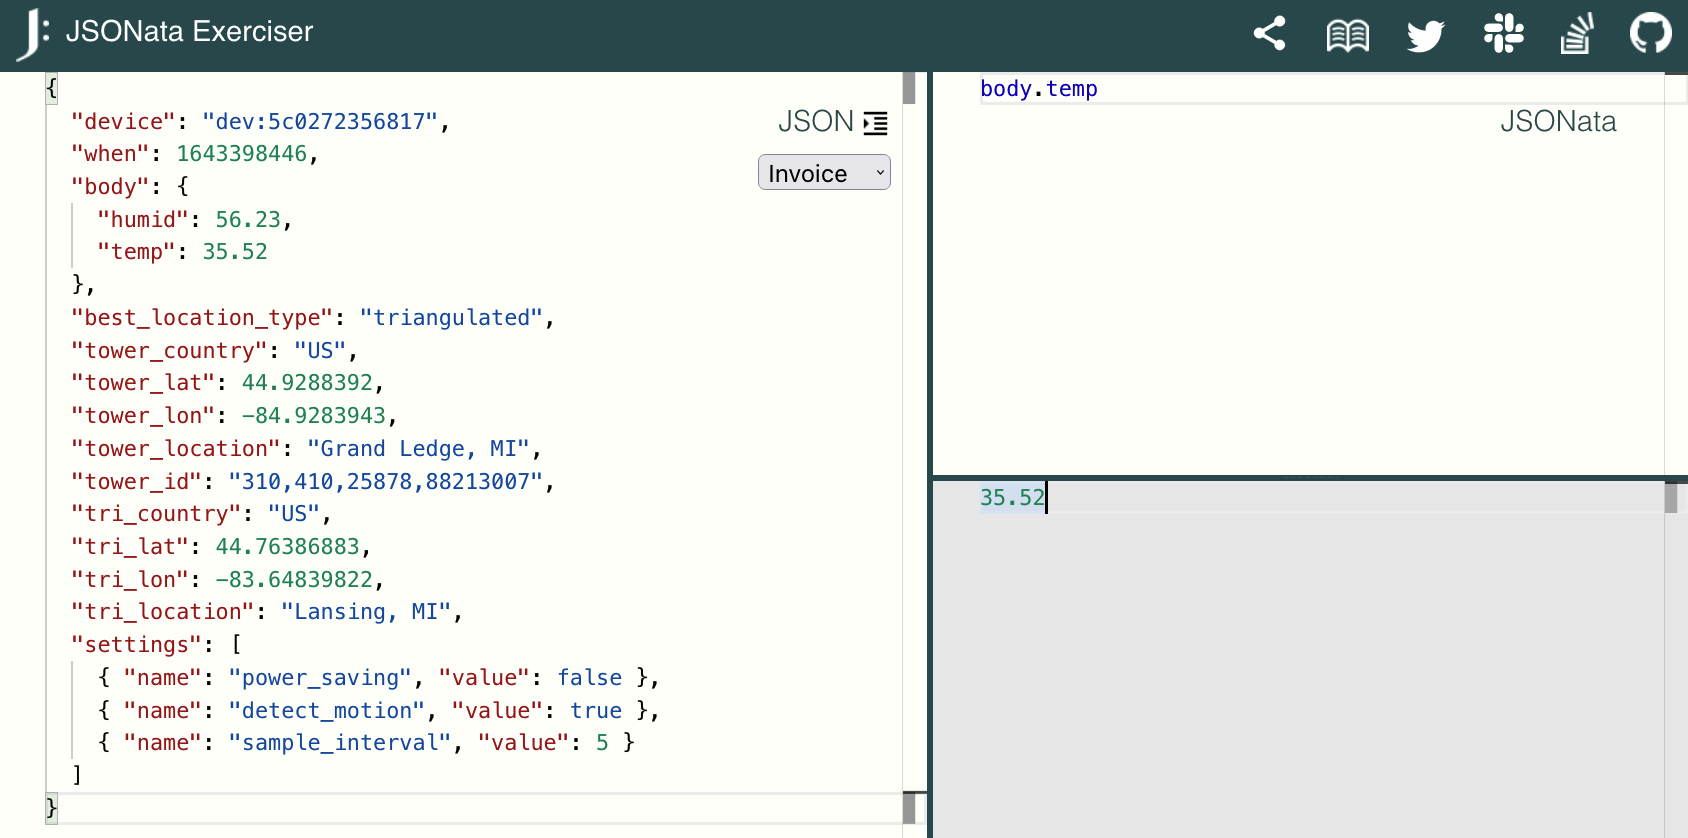 JSONata Exerciser
{
"device": "dev:5c0272356817",
"when": 1643398446,
"body": {
"humid": 56.23,
"temp": 35.52
},
"best_location_type": "triangulated",
"tower_country": "US",
"tower_lat": 44.9288392,
"tower_lon": -84.9283943,
"tower_location": "Grand Ledge, MI",
"tower_id": "310,410,25878,88213007",
"tri_country": "US",
"tri_lat": 44.76386883,
"tri_lon": -83.64839822,
"tri_location": "Lansing, MI",
"settings": [
{ "name": "power_saving", "value": false },
{ "name": "detect_motion", "value": true },
{ "name": "sample_interval", "value": 5 }
]
}
JSON
Invoice
body.temp
JSONata
35.52